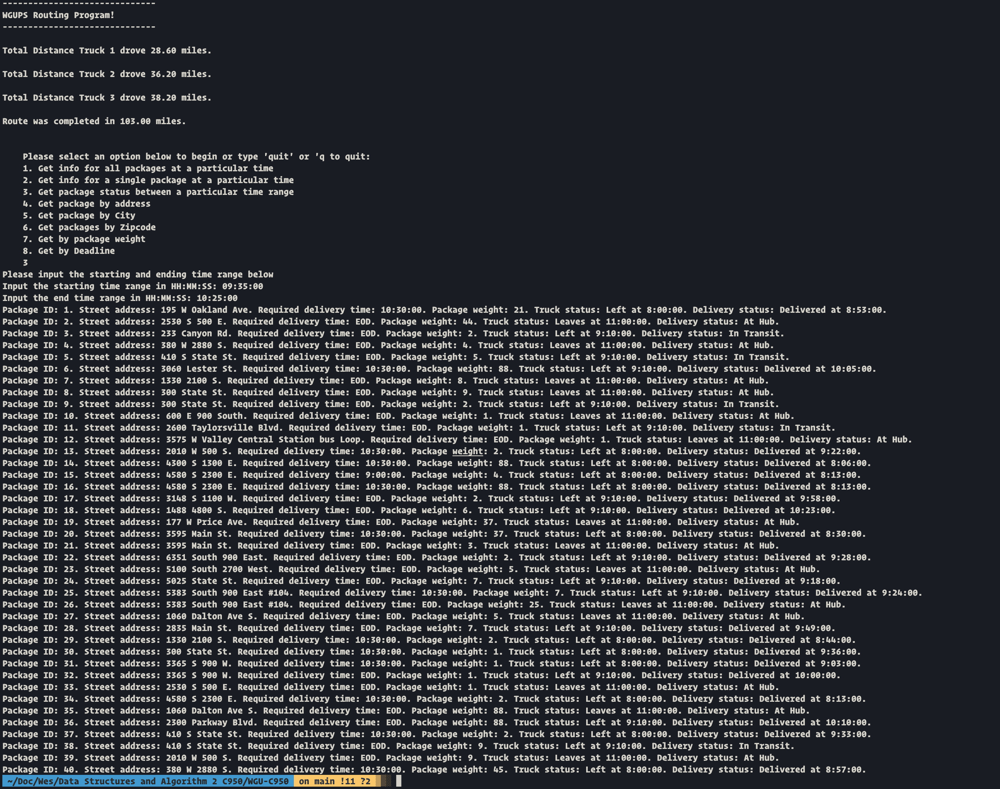 ------------------------------
WGUPS Routing Program!
------------------------------
Total Distance Truck 1 drove 28.60 miles.
Total Distance Truck 2 drove 36.20 miles.
Total Distance Truck 3 drove 38.20 miles.
Route was completed in 103.00 miles.
Please select an option below to begin or type 'quit' or 'q to quit:
1. Get info for all packages at a particular time
2. Get info for a single package at a particular time
3. Get package status between a particular time range
4. Get package by address
5. Get package by City
6. Get packages by Zipcode
7. Get by package weight
8. Get by Deadline
3
Please input the starting and ending time range below
Input the starting time range in HH:MM:SS: 09:35:00
Input the end time range in HH:MM:SS: 10:25:00
Package ID: 1. Street address: 195 W Oakland Ave. Required delivery time: 10:30:00. Package weight: 21. Truck status: Left at 8:00:00. Delivery status: Delivered at 8:53:00.
Package ID: 2. Street address: 2530 S 500 E. Required delivery time: EOD. Package weight: 44. Truck status: Leaves at 11:00:00. Delivery status: At Hub.
Package ID: 3. Street address: 233 Canyon Rd. Required delivery time: EOD. Package weight: 2. Truck status: Left at 9:10:00. Delivery status: In Transit.
Package ID: 4. Street address: 380 W 2880 S. Required delivery time: EOD. Package weight: 4. Truck status: Leaves at 11:00:00. Delivery status: At Hub.
Package ID: 5. Street address: 410 S State St. Required delivery time: EOD. Package weight: 5. Truck status: Left at 9:10:00. Delivery status: In Transit.
Package ID: 6. Street address: 3060 Lester St. Required delivery time: 10:30:00. Package weight: 88. Truck status: Left at 9:10:00. Delivery status: Delivered at 10:05:00.
Package ID: 7. Street address: 1330 2100 S. Required delivery time: EOD. Package weight: 8. Truck status: Leaves at 11:00:00. Delivery status: At Hub.
Package ID: 8. Street address: 300 State St. Required delivery time: EOD. Package weight: 9. Truck status: Leaves at 11:00:00. Delivery status: At Hub.
Package ID: 9. Street address: 300 State St. Required delivery time: EOD. Package weight: 2. Truck status: Left at 9:10:00. Delivery status: In Transit.
Package ID: 10. Street address: 600 E 900 South. Required delivery time: EOD. Package weight: 1. Truck status: Leaves at 11:00:00. Delivery status: At Hub.
Package ID: 11. Street address: 2600 Taylorsville Blvd. Required delivery time: EOD. Package weight: 1. Truck status: Left at 9:10:00. Delivery status: In Transit.
Package ID: 12. Street address: 3575 W Valley Central Station bus Loop. Required delivery time: EOD. Package weight: 1. Truck status: Leaves at 11:00:00. Delivery status: At Hub.
Package ID: 13. Street address: 2010 W 500 S. Required delivery time: 10:30:00. Package weight: 2. Truck status: Left at 8:00:00. Delivery status: Delivered at 9:22:00.
Package ID: 14. Street address: 4300 S 1300 E. Required delivery time: 10:30:00. Package weight: 88. Truck status: Left at 8:00:00. Delivery status: Delivered at 8:06:00.
Package ID: 15. Street address: 4580 S 2300 E. Required delivery time: 9:00:00. Package weight: 4. Truck status: Left at 8:00:00. Delivery status: Delivered at 8:13:00.
Package ID: 16. Street address: 4580 S 2300 E. Required delivery time: 10:30:00. Package weight: 88. Truck status: Left at 8:00:00. Delivery status: Delivered at 8:13:00.
Package ID: 17. Street address: 3148 S 1100 W. Required delivery time: EOD. Package weight: 2. Truck status: Left at 9:10:00. Delivery status: Delivered at 9:58:00.
Package ID: 18. Street address: 1488 4800 S. Required delivery time: EOD. Package weight: 6. Truck status: Left at 9:10:00. Delivery status: Delivered at 10:23:00.
Package ID: 19. Street address: 177 W Price Ave. Required delivery time: EOD. Package weight: 37. Truck status: Leaves at 11:00:00. Delivery status: At Hub.
Package ID: 20. Street address: 3595 Main St. Required delivery time: 10:30:00. Package weight: 37. Truck status: Left at 8:00:00. Delivery status: Delivered at 8:30:00.
Package ID: 21. Street address: 3595 Main St. Required delivery time: EOD. Package weight: 3. Truck status: Leaves at 11:00:00. Delivery status: At Hub.
Package ID: 22. Street address: 6351 South 900 East. Required delivery time: EOD. Package weight: 2. Truck status: Left at 9:10:00. Delivery status: Delivered at 9:28:00.
Package ID: 23. Street address: 5100 South 2700 West. Required delivery time: EOD. Package weight: 5. Truck status: Leaves at 11:00:00. Delivery status: At Hub.
Package ID: 24. Street address: 5025 State St. Required delivery time: EOD. Package weight: 7. Truck status: Left at 9:10:00. Delivery status: Delivered at 9:18:00.
Package ID: 25. Street address: 5383 South 900 East #104. Required delivery time: 10:30:00. Package weight: 7. Truck status: Left at 9:10:00. Delivery status: Delivered at 9:24:00.
Package ID: 26. Street address: 5383 South 900 East #104. Required delivery time: EOD. Package weight: 25. Truck status: Leaves at 11:00:00. Delivery status: At Hub.
Package ID: 27. Street address: 1060 Dalton Ave S. Required delivery time: EOD. Package weight: 5. Truck status: Leaves at 11:00:00. Delivery status: At Hub.
Package ID: 28. Street address: 2835 Main St. Required delivery time: EOD. Package weight: 7. Truck status: Left at 9:10:00. Delivery status: Delivered at 9:49:00.
Package ID: 29. Street address: 1330 2100 S. Required delivery time: 10:30:00. Package weight: 2. Truck status: Left at 8:00:00. Delivery status: Delivered at 8:44:00.
Package ID: 30. Street address: 300 State St. Required delivery time: 10:30:00. Package weight: 1. Truck status: Left at 8:00:00. Delivery status: Delivered at 9:36:00.
Package ID: 31. Street address: 3365 S 900 W. Required delivery time: 10:30:00. Package weight: 1. Truck status: Left at 8:00:00. Delivery status: Delivered at 9:03:00.
Package ID: 32. Street address: 3365 S 900 W. Required delivery time: EOD. Package weight: 1. Truck status: Left at 9:10:00. Delivery status: Delivered at 10:00:00.
Package ID: 33. Street address: 2530 S 500 E. Required delivery time: EOD. Package weight: 1. Truck status: Leaves at 11:00:00. Delivery status: At Hub.
Package ID: 34. Street address: 4580 S 2300 E. Required delivery time: 10:30:00. Package weight: 2. Truck status: Left at 8:00:00. Delivery status: Delivered at 8:13:00.
Package ID: 35. Street address: 1060 Dalton Ave S. Required delivery time: EOD. Package weight: 88. Truck status: Leaves at 11:00:00. Delivery status: At Hub.
Package ID: 36. Street address: 2300 Parkway Blvd. Required delivery time: EOD. Package weight: 88. Truck status: Left at 9:10:00. Delivery status: Delivered at 10:10:00.
Package ID: 37. Street address: 410 S State St. Required delivery time: 10:30:00. Package weight: 2. Truck status: Left at 8:00:00. Delivery status: Delivered at 9:33:00.
Package ID: 38. Street address: 410 S State St. Required delivery time: EOD. Package weight: 9. Truck status: Left at 9:10:00. Delivery status: In Transit.
Package ID: 39. Street address: 2010 W 500 S. Required delivery time: EOD. Package weight: 9. Truck status: Leaves at 11:00:00. Delivery status: At Hub.
Package ID: 40. Street address: 380 W 2880 S. Required delivery time: 10:30:00. Package weight: 45. Truck status: Left at 8:00:00. Delivery status: Delivered at 8:57:00.
~/Doc/Wes/Data Structures and Algorithm 2 C950/WGU-C950 on main !11 ?2